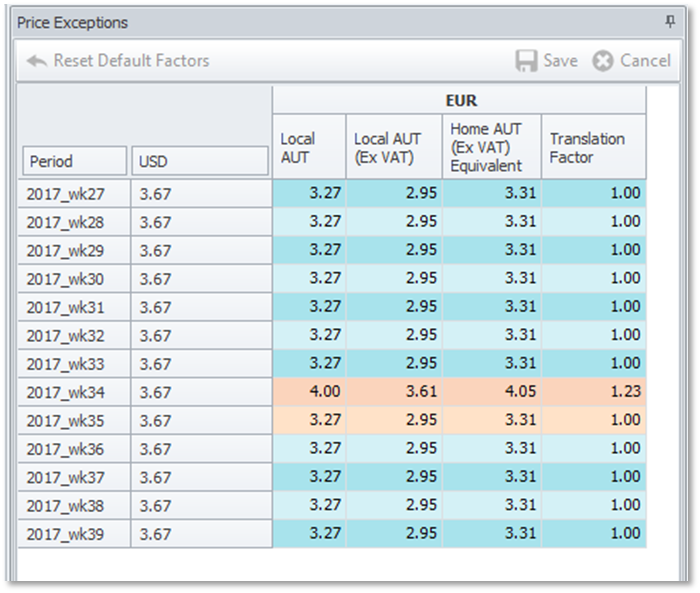 Price Exceptions
Reset Default Factors Save Cancel
EUR
Period USD Local AUT Local AUT (Ex VAT) Home AUT (Ex VAT) Equivalent Translation Factor
2017_wk27 3.67 3.27 2.95 3.31 1.00
2017_wk28 3.67 3.27 2.95 3.31 1.00
2017_wk29 3.67 3.27 2.95 3.31 1.00
2017_wk30 3.67 3.27 2.95 3.31 1.00
2017_wk31 3.67 3.27 2.95 3.31 1.00
2017_wk32 3.67 3.27 2.95 3.31 1.00
2017_wk33 3.67 3.27 2.95 3.31 1.00
2017_wk34 3.67 4.00 3.61 4.05 1.23
2017_wk35 3.67 3.27 2.95 3.31 1.00
2017_wk36 3.67 3.27 2.95 3.31 1.00
2017_wk37 3.67 3.27 2.95 3.31 1.00
2017_wk38 3.67 3.27 2.95 3.31 1.00
2017_wk39 3.67 3.27 2.95 3.31 1.00